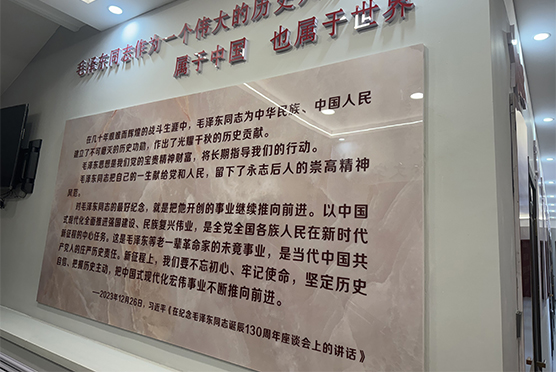 毛泽东同志作为一个伟大的历史人
属于中国 也属于世界
在几十年艰难而辉煌的战斗生涯中，毛泽东同志为中华民族、中国人民
建立了不可磨灭的历史功勋，作出了光耀千秋的历史贡献。
毛泽东思想是我们党的宝贵精神财富，将长期指导我们的行动。
毛泽东同志把自己的一生献给党和人民，留下了永志后人的崇高精神
风范。
对毛泽东同志的最好纪念，就是把他开创的事业继续推向前进。以中国
式现代化全面推进强国建设、民族复兴伟业，是全党全国各族人民在新时代
新征程的中心任务。这是毛泽东等老一辈革命家的未竟事业，是当代中国共
产党人的庄严历史责任。新征程上，我们要不忘初心、牢记使命，坚定历史
自信、把握历史主动，把中国式现代化宏伟事业不断推向前进。
——2023年12月26日，习近平《在纪念毛泽东同志诞辰130周年座谈会上的讲话》